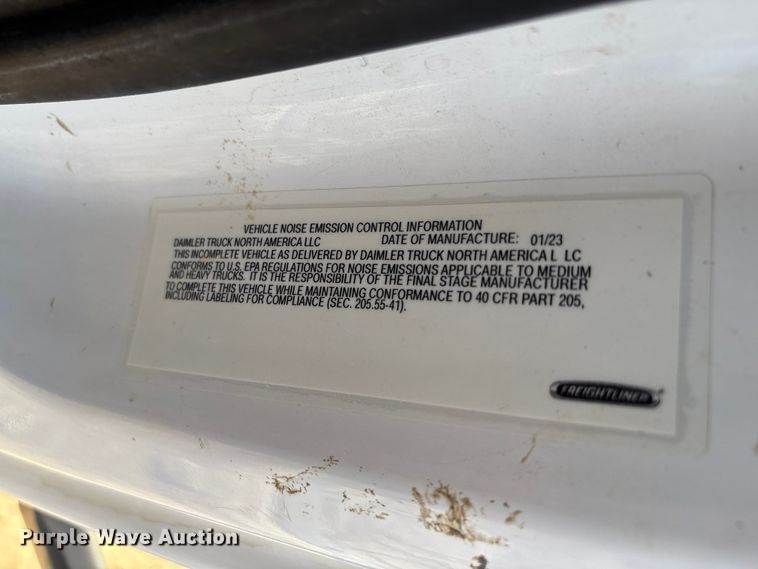 VEHICLE NOISE EMISSION CONTROL INFORMATION
DAIMLER TRUCK NORTH AMERICA LLC DATE OF MANUFACTURE: 01/23
THIS INCOMPLETE VEHICLE AS DELIVERED BY DAIMLER TRUCK NORTH AMERICA L LC
CONFORMS TO U.S. EPA REGULATIONS FOR NOISE EMISSIONS APPLICABLE TO MEDIUM
AND HEAVY TRUCKS. IT IS THE RESPONSIBILITY OF THE FINAL STAGE MANUFACTURER
TO COMPLETE THIS VEHICLE WHILE MAINTAINING CONFORMANCE TO 40 CFR PART 205,
INCLUDING LABELING FOR COMPLIANCE (SEC. 205.55-41).
FREIGHTLINER
Purple Wave Auction